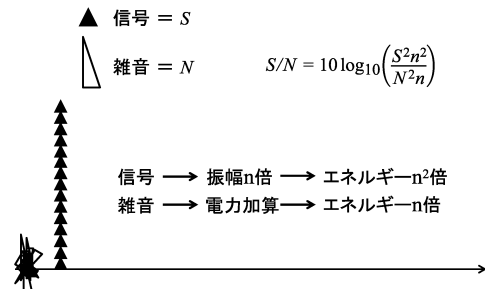 信号 = S
雑音 = N
S/N = 10 log₁₀(S²n²/N²n)
信号 → 振幅n倍 → エネルギーn²倍
雑音 → 電力加算 → エネルギーn倍